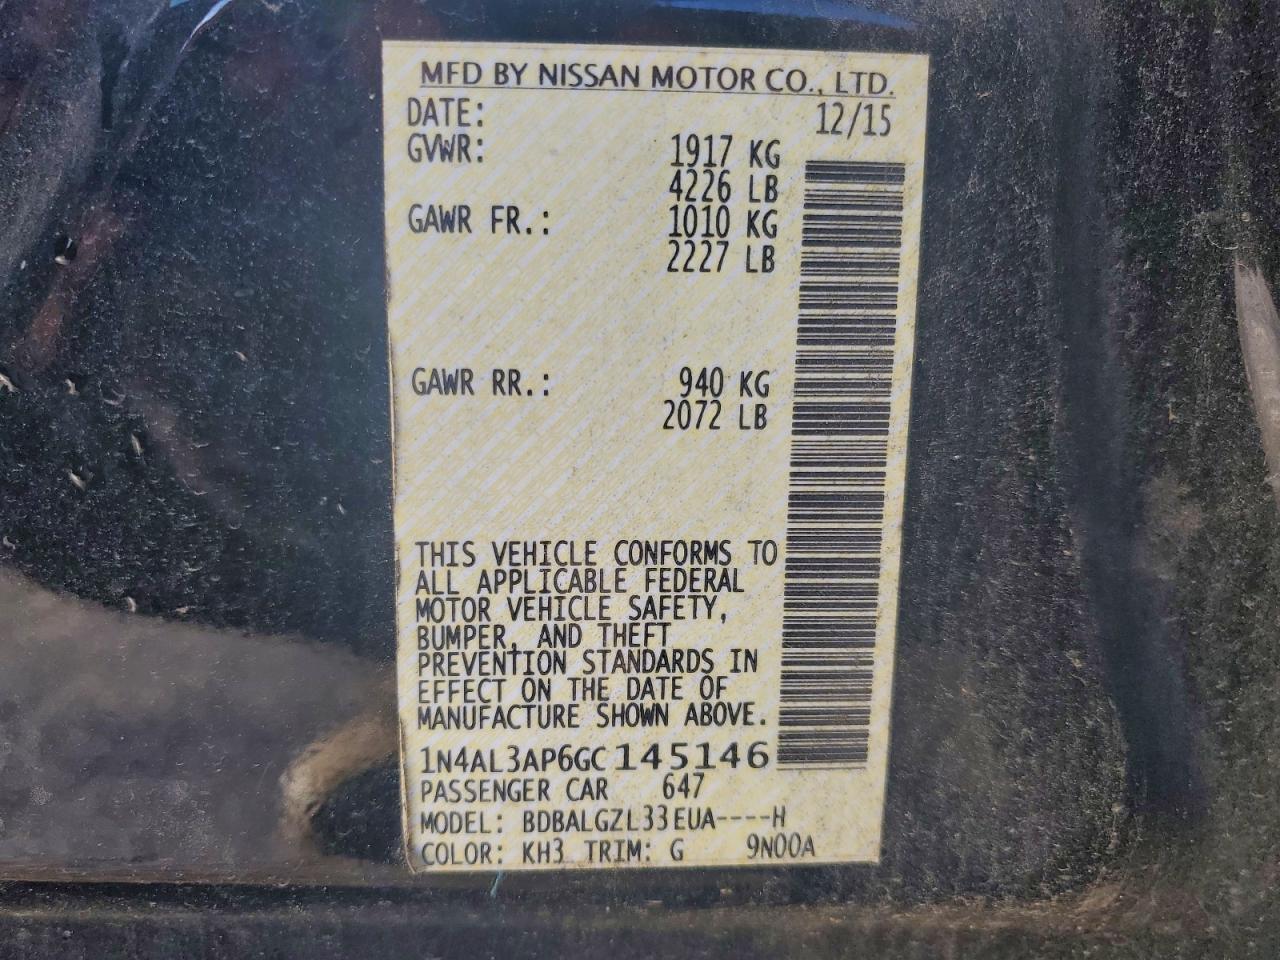 MFD BY NISSAN MOTOR CO., LTD.
DATE: 12/15
GVWR: 1917 KG
4226 LB
GAWR FR.: 1010 KG
2227 LB
GAWR RR.: 940 KG
2072 LB
THIS VEHICLE CONFORMS TO
ALL APPLICABLE FEDERAL
MOTOR VEHICLE SAFETY,
BUMPER, AND THEFT
PREVENTION STANDARDS IN
EFFECT ON THE DATE OF
MANUFACTURE SHOWN ABOVE.
1N4AL3AP6GC145146
PASSENGER CAR 647
MODEL: BDBALGZL33EUA----H
COLOR: KH3 TRIM: G 9N00A